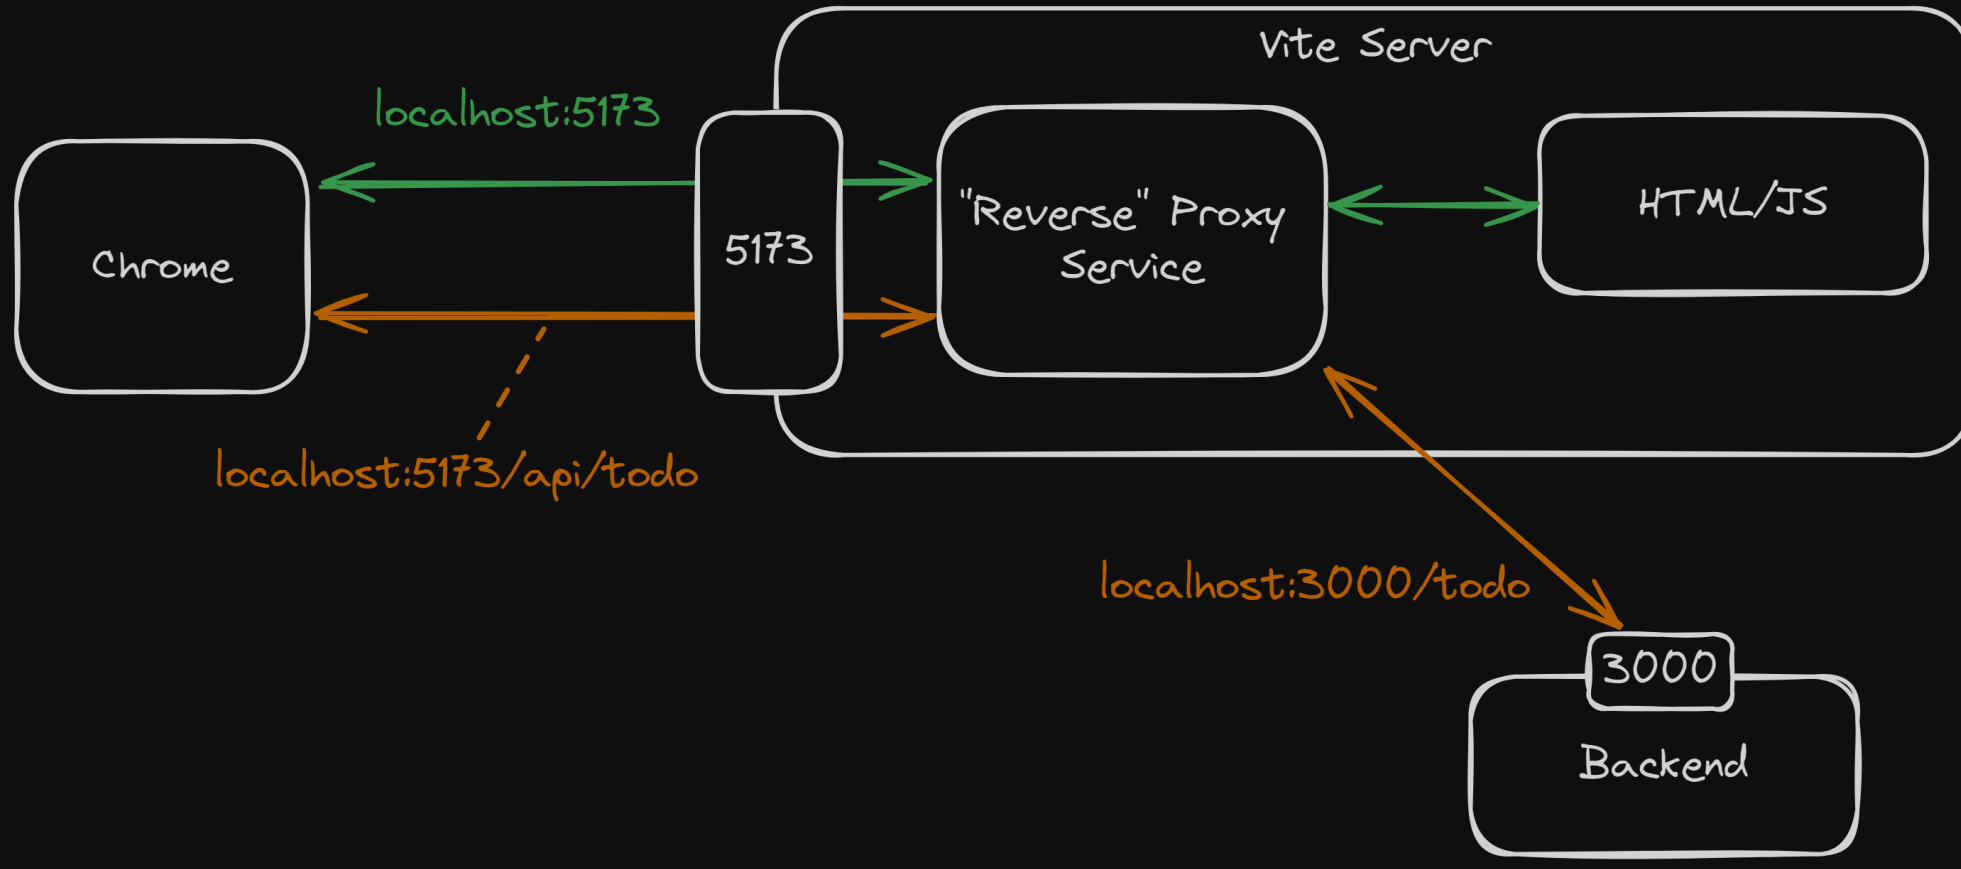 Vite Server
localhost:5173
Chrome
5173
"Reverse" Proxy
Service
HTML/JS
localhost:5173/api/todo
localhost:3000/todo
3000
Backend